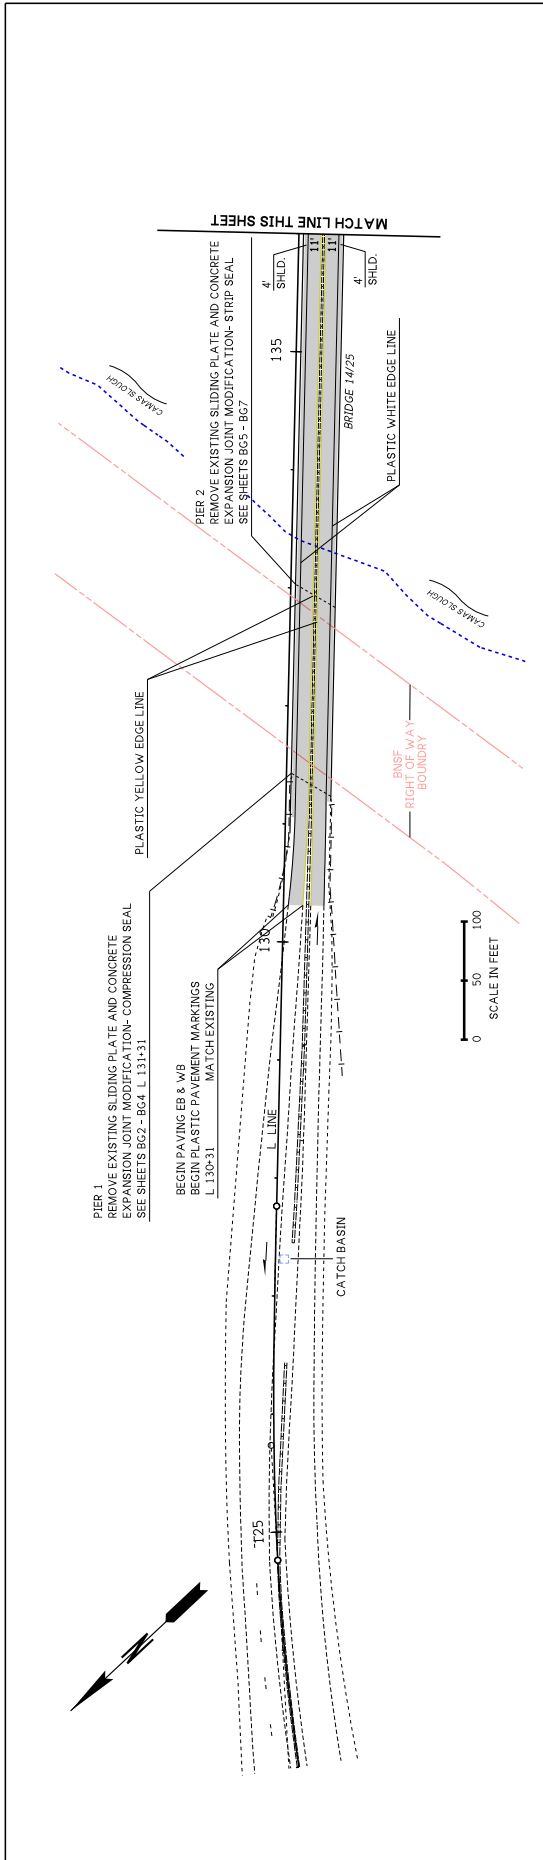 MATCH LINE THIS SHEET
PIER 2
REMOVE EXISTING SLIDING PLATE AND CONCRETE
EXPANSION JOINT MODIFICATION- STRIP SEAL
SEE SHEETS BG5 - BG7
4'
SHLD.
11'
11'
4'
SHLD.
135
BRIDGE 14/25
PLASTIC WHITE EDGE LINE
CAMAS SLOUGH
CAMAS SLOUGH
PLASTIC YELLOW EDGE LINE
BNSF
RIGHT OF WAY
BOUNDRY
PIER 1
REMOVE EXISTING SLIDING PLATE AND CONCRETE
EXPANSION JOINT MODIFICATION- COMPRESSION SEAL
SEE SHEETS BG2 - BG4 L 131+31
130
BEGIN PAVING EB & WB
BEGIN PLASTIC PAVEMENT MARKINGS
L 130+31 MATCH EXISTING
0 50 100
SCALE IN FEET
L LINE
CATCH BASIN
125
N